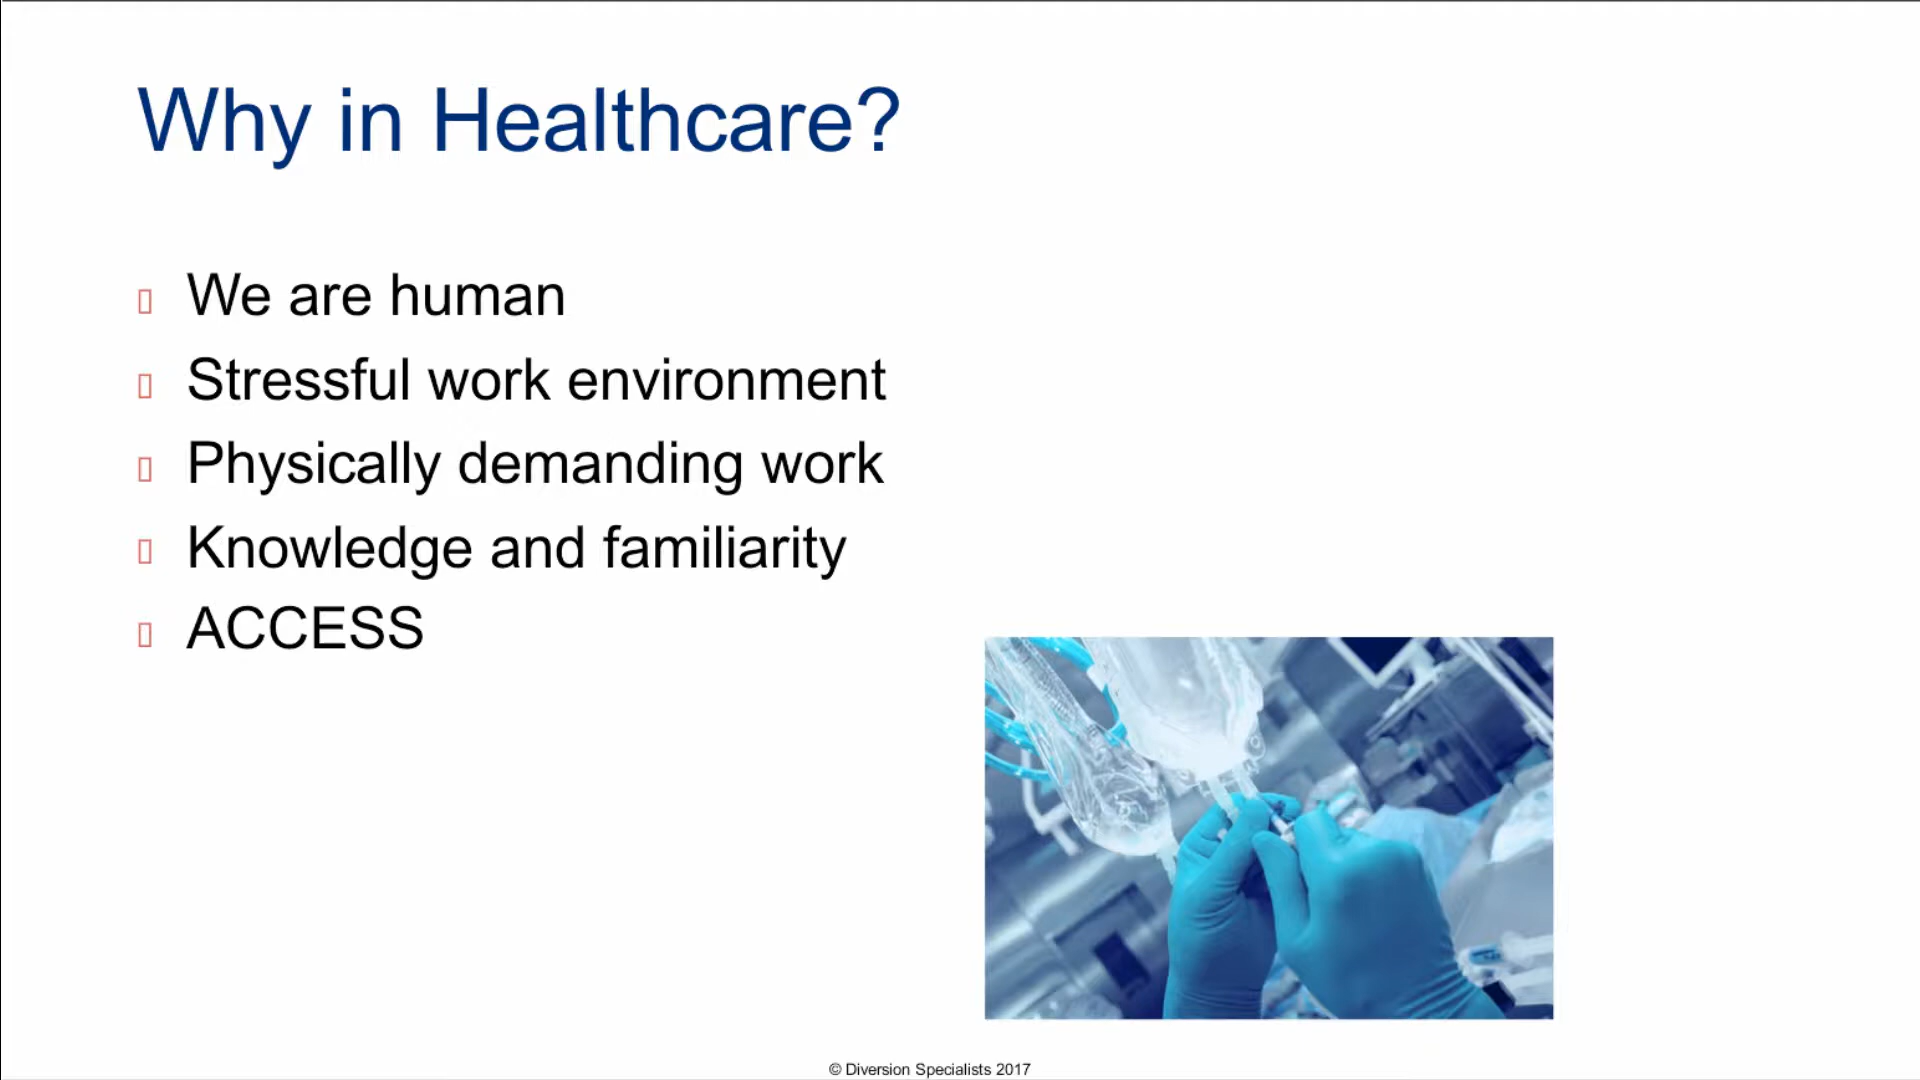 Why in Healthcare?
We are human
Stressful work environment
Physically demanding work
Knowledge and familiarity
ACCESS
© Diversion Specialists 2017